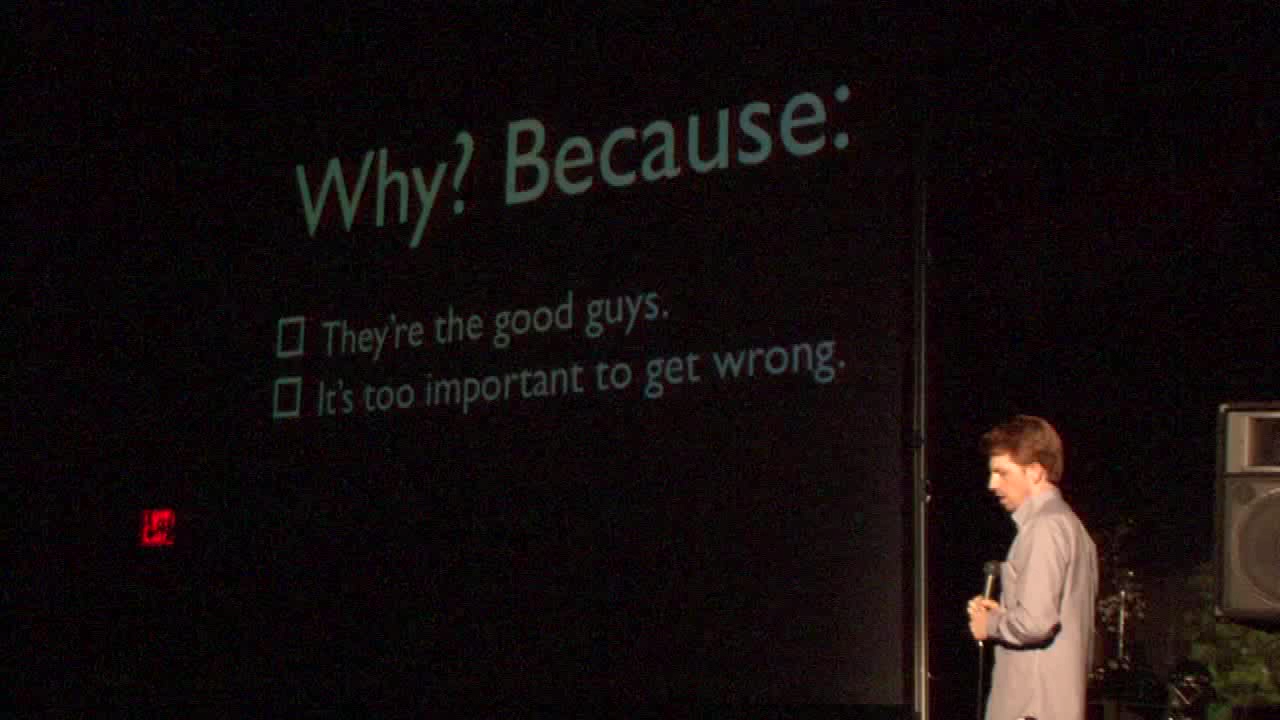 Why? Because:
They're the good guys.
It's too important to get wrong.